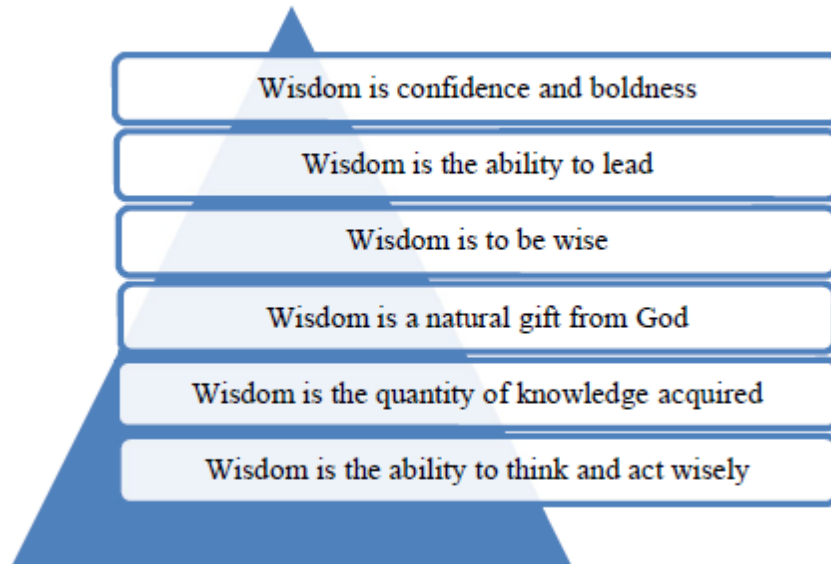 Wisdom is confidence and boldness
Wisdom is the ability to lead
Wisdom is to be wise
Wisdom is a natural gift from God
Wisdom is the quantity of knowledge acquired
Wisdom is the ability to think and act wisely